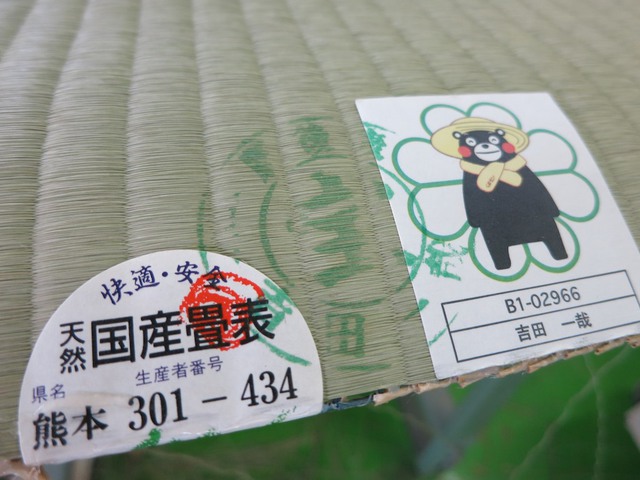 快適・安全
天然
国産畳表
生産者番号
県名
熊本 301-434
B1-02966
吉田 一哉